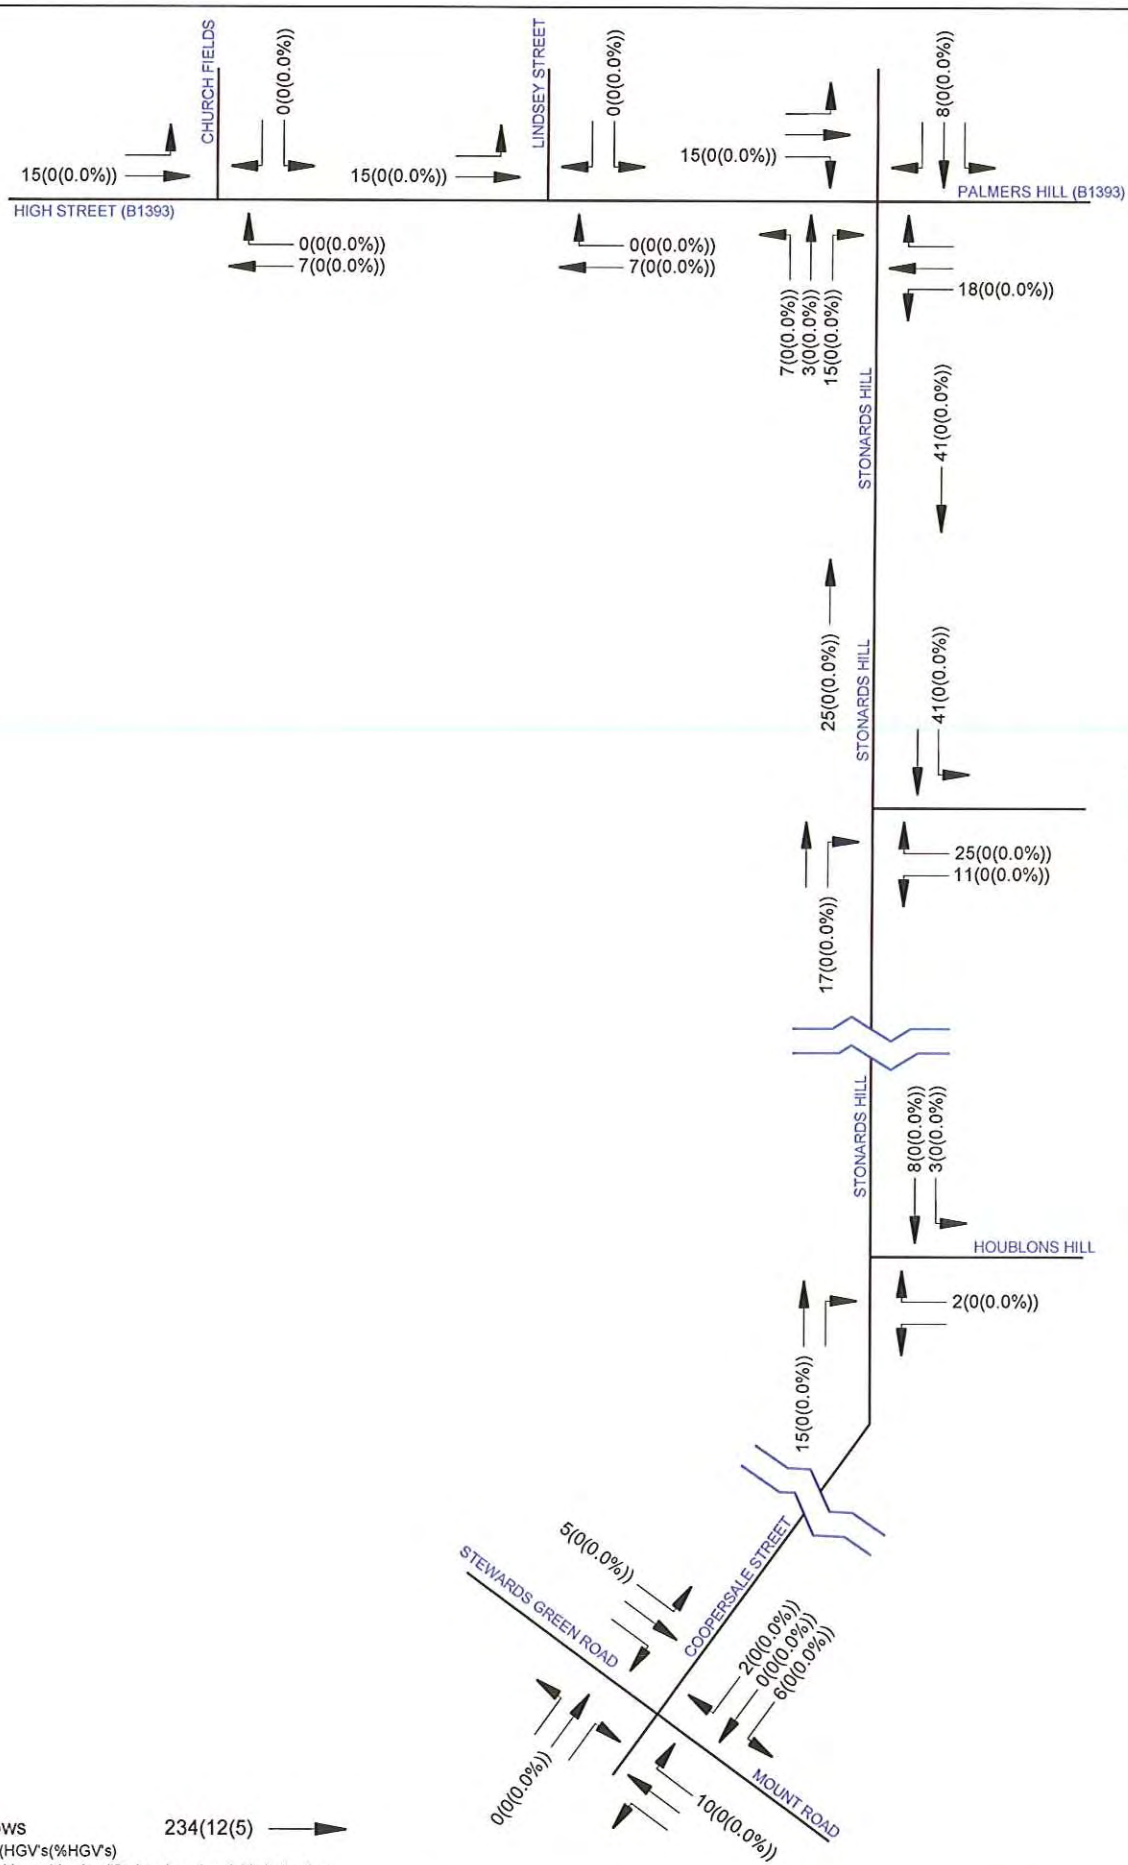 CHURCH FIELDS
0(0(0.0%))
LINDSEY STREET
0(0(0.0%))
8(0(0.0%))
15(0(0.0%))
15(0(0.0%))
15(0(0.0%))
HIGH STREET (B1393)
PALMERS HILL (B1393)
0(0(0.0%))
7(0(0.0%))
0(0(0.0%))
7(0(0.0%))
7(0(0.0%))
3(0(0.0%))
15(0(0.0%))
18(0(0.0%))
STONARDS HILL
41(0(0.0%))
25(0(0.0%))
STONARDS HILL
41(0(0.0%))
25(0(0.0%))
11(0(0.0%))
17(0(0.0%))
STONARDS HILL
8(0(0.0%))
3(0(0.0%))
HOUBLONS HILL
2(0(0.0%))
15(0(0.0%))
5(0(0.0%))
STEWARDS GREEN ROAD
COOPERSALE STREET
2(0(0.0%))
0(0(0.0%))
6(0(0.0%))
0(0(0.0%))
10(0(0.0%))
MOUNT ROAD
234(12(5)
(HGV's(%HGV's)